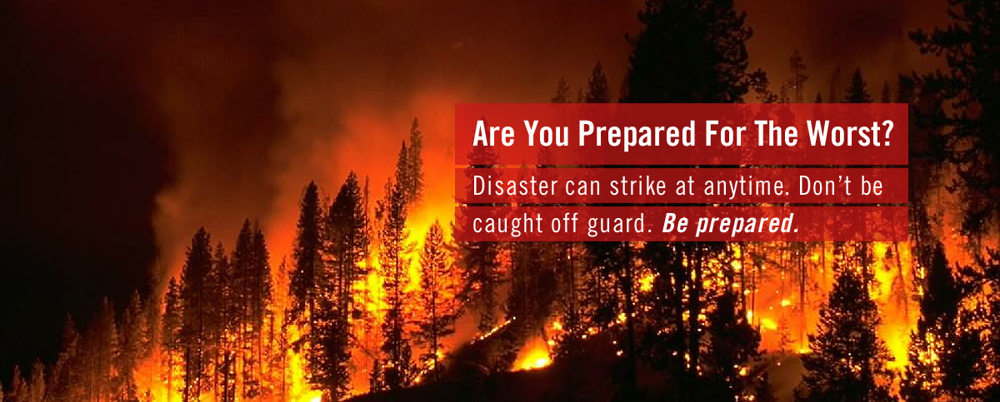 Are You Prepared For The Worst?
Disaster can strike at anytime. Don’t be
caught off guard. Be prepared.